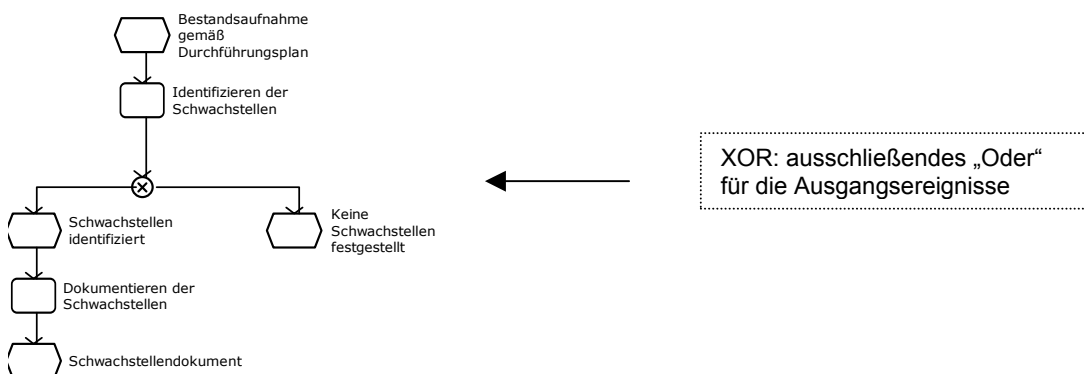 Bestandsaufnahme
gemäß
Durchführungsplan
Identifizieren der
Schwachstellen
XOR: ausschließendes „Oder“
für die Ausgangsereignisse
Schwachstellen
identifiziert
Keine
Schwachstellen
festgestellt
Dokumentieren der
Schwachstellen
Schwachstellendokument